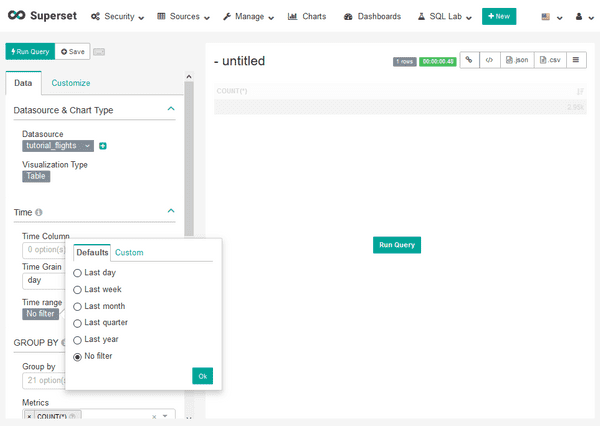 Superset Security Sources Manage Charts Dashboards SQL Lab New
Run Query Save
Data Customize
Datasource & Chart Type
Datasource
tutorial_flights
Visualization Type
Table
Time
Time Column
0 option(s)
Time Grain
day
Time range
No filter
GROUP BY
Group by
21 option(
Metrics
× COUNT(*)
Defaults Custom
Last day
Last week
Last month
Last quarter
Last year
No filter
Ok
- untitled
1 rows 00:00:00.48 </> .json .csv
COUNT(*)
Run Query